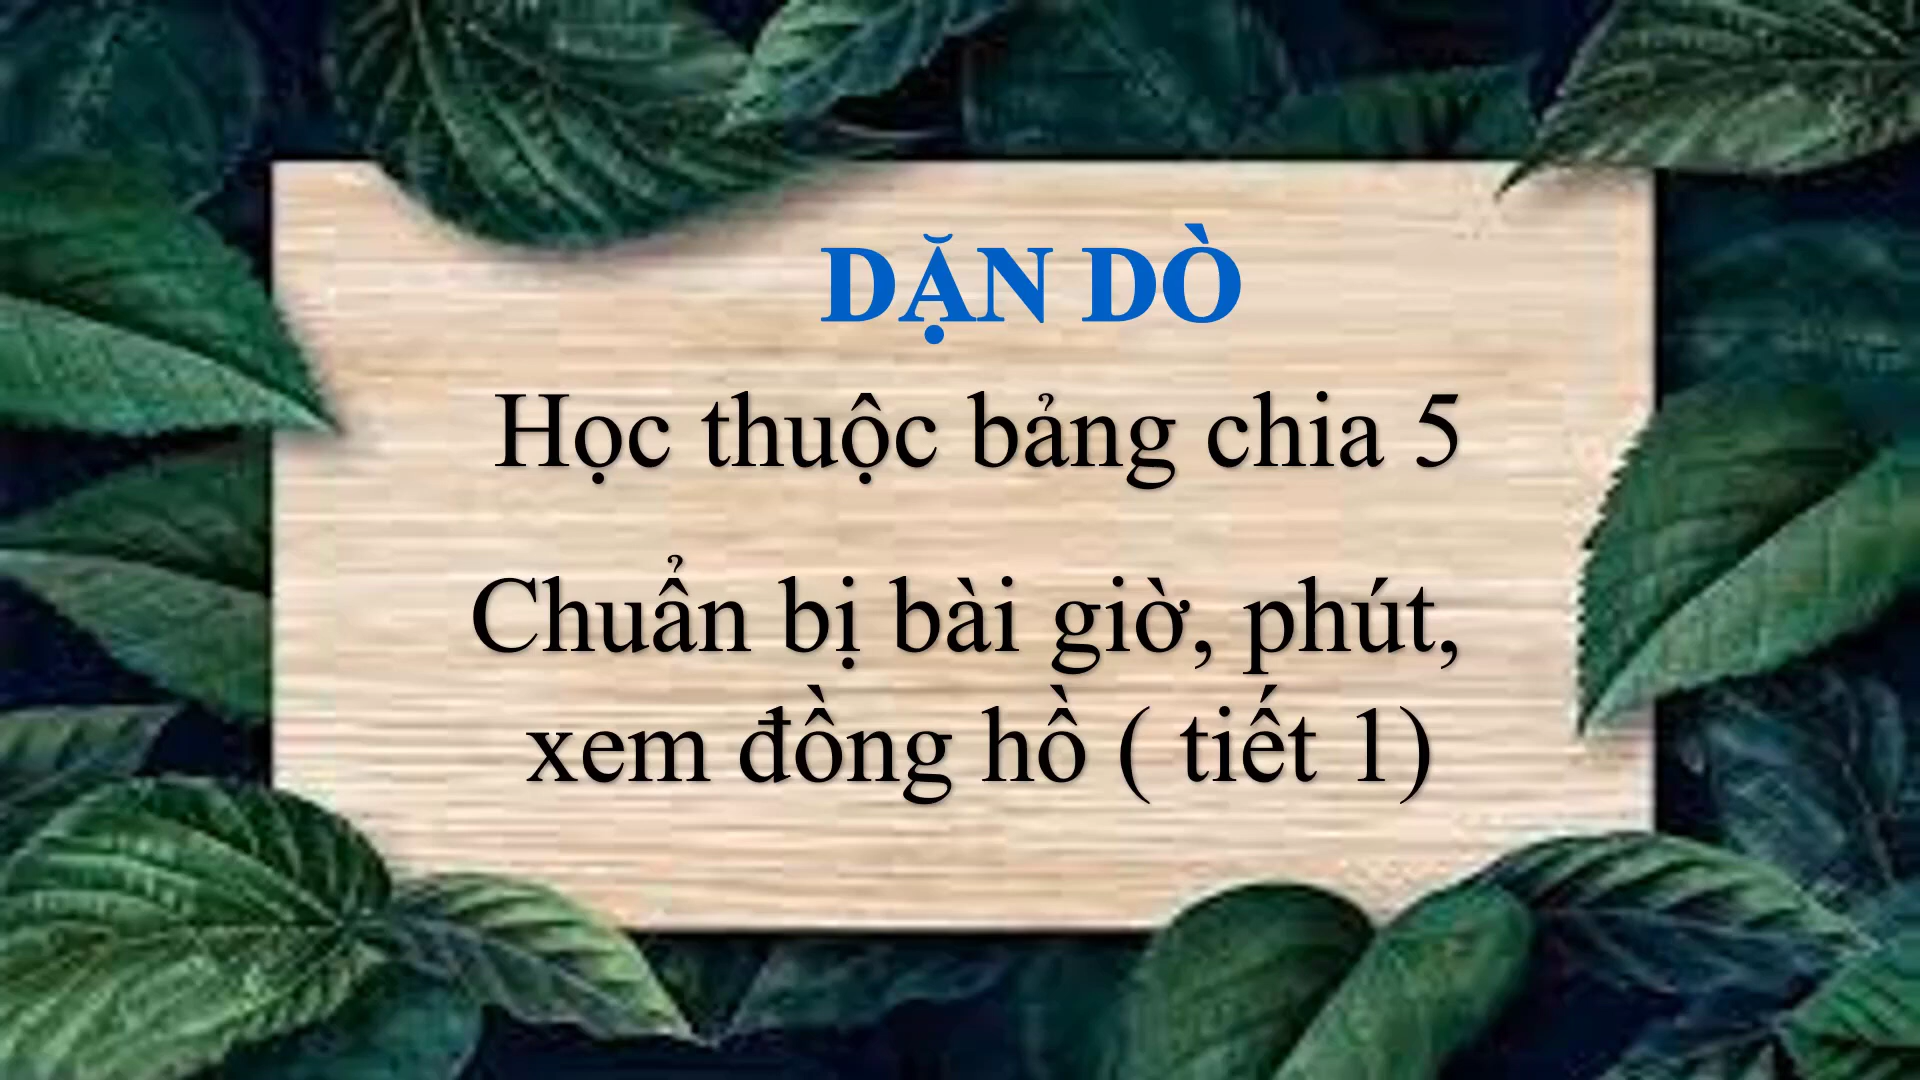 DẶN DÒ
Học thuộc bảng chia 5
Chuẩn bị bài giờ, phút,
xem đồng hồ ( tiết 1)